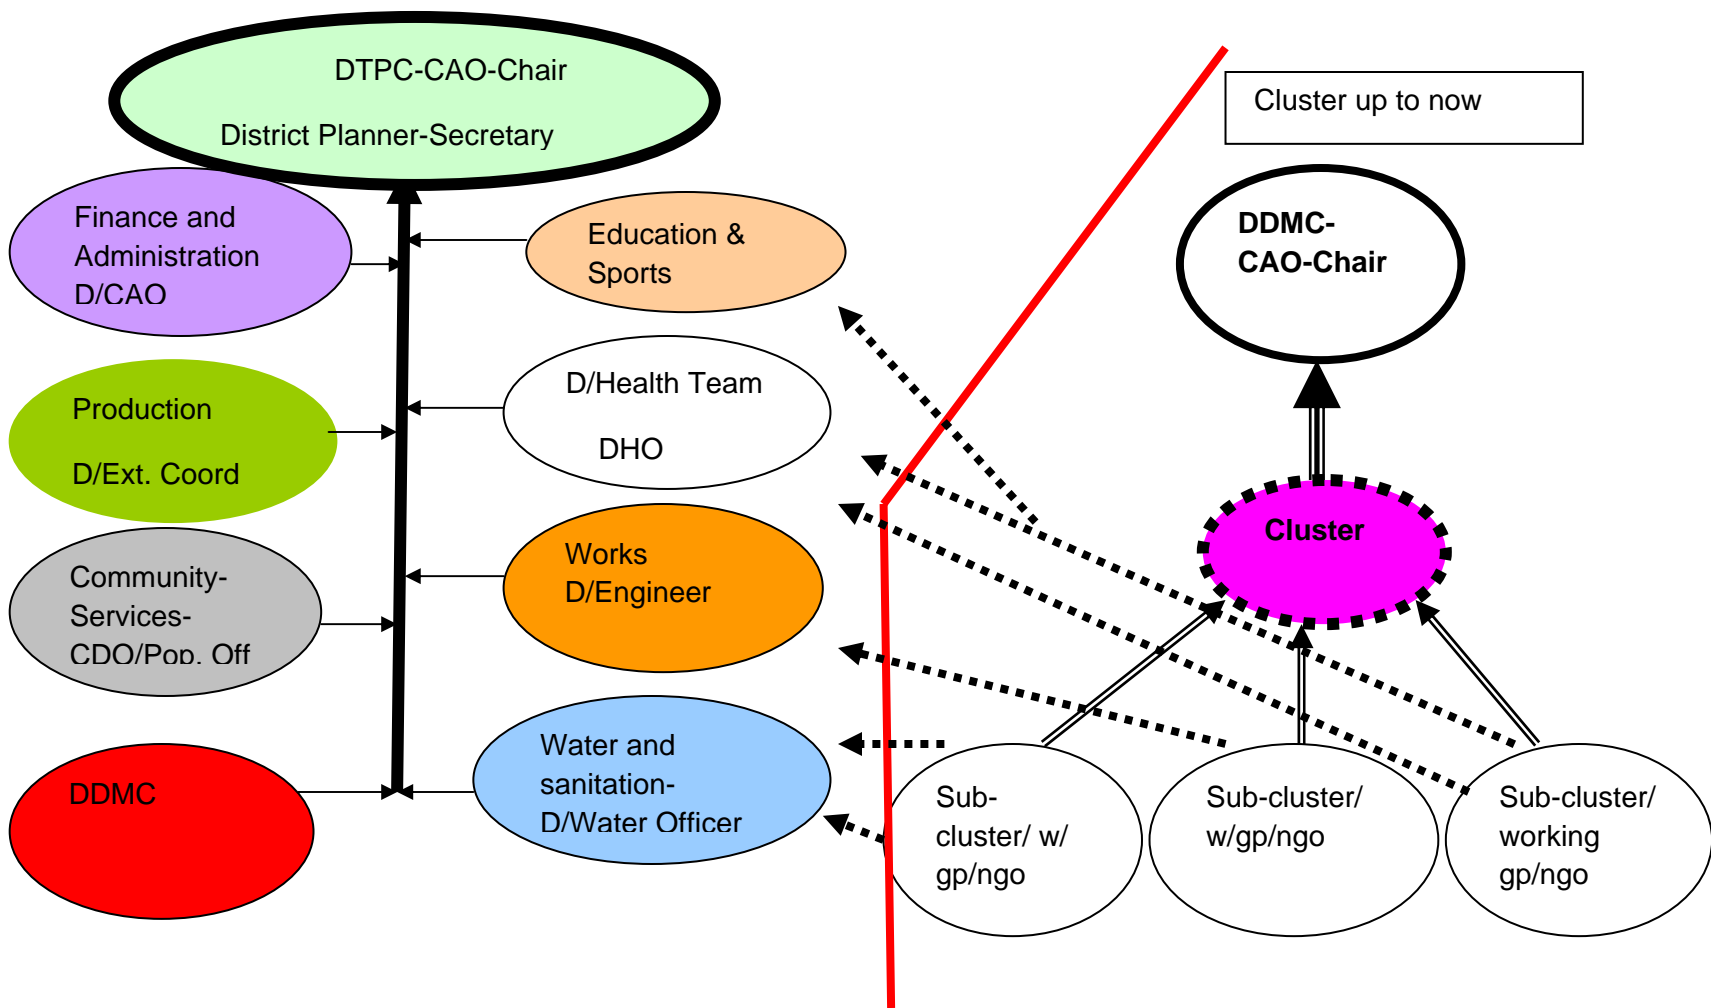 DTPC-CAO-Chair
District Planner-Secretary
Finance and
Administration
D/CAO
Education &
Sports
Production
D/Ext. Coord
D/Health Team
DHO
Community-
Services-
CDO/Pop. Off
Works
D/Engineer
DDMC
Water and
sanitation-
D/Water Officer
Cluster up to now
DDMC-
CAO-Chair
Cluster
Sub-
cluster/ w/
gp/ngo
Sub-cluster/
w/gp/ngo
Sub-cluster/
working
gp/ngo